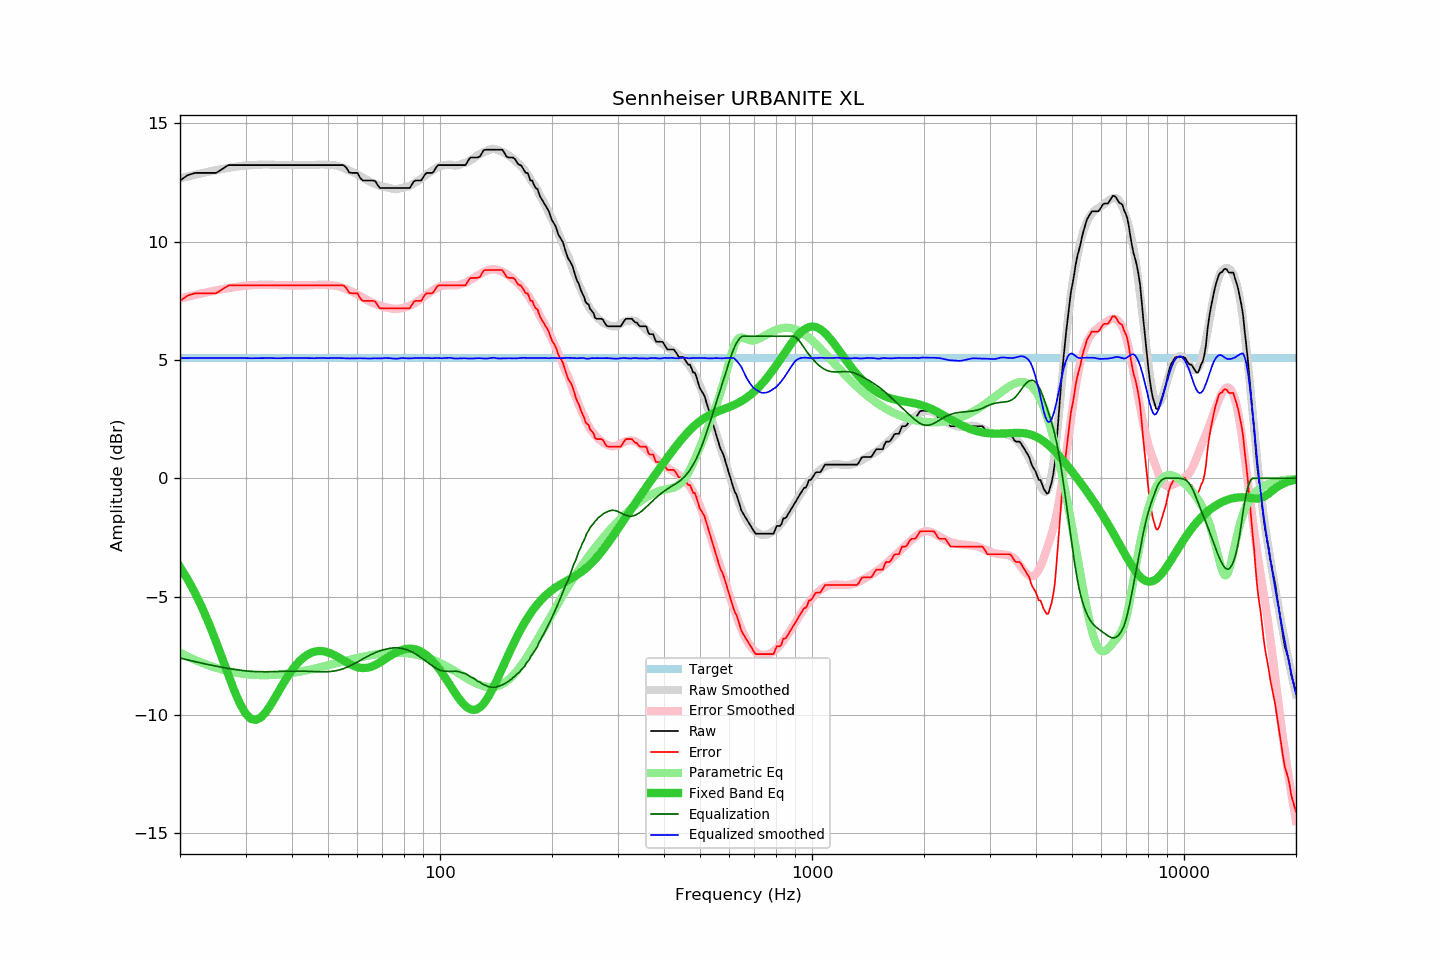 Sennheiser URBANITE XL
15
10
5
0
−5
−10
−15
Amplitude (dBr)
100
1000
10000
Frequency (Hz)
Target
Raw Smoothed
Error Smoothed
Raw
Error
Parametric Eq
Fixed Band Eq
Equalization
Equalized smoothed